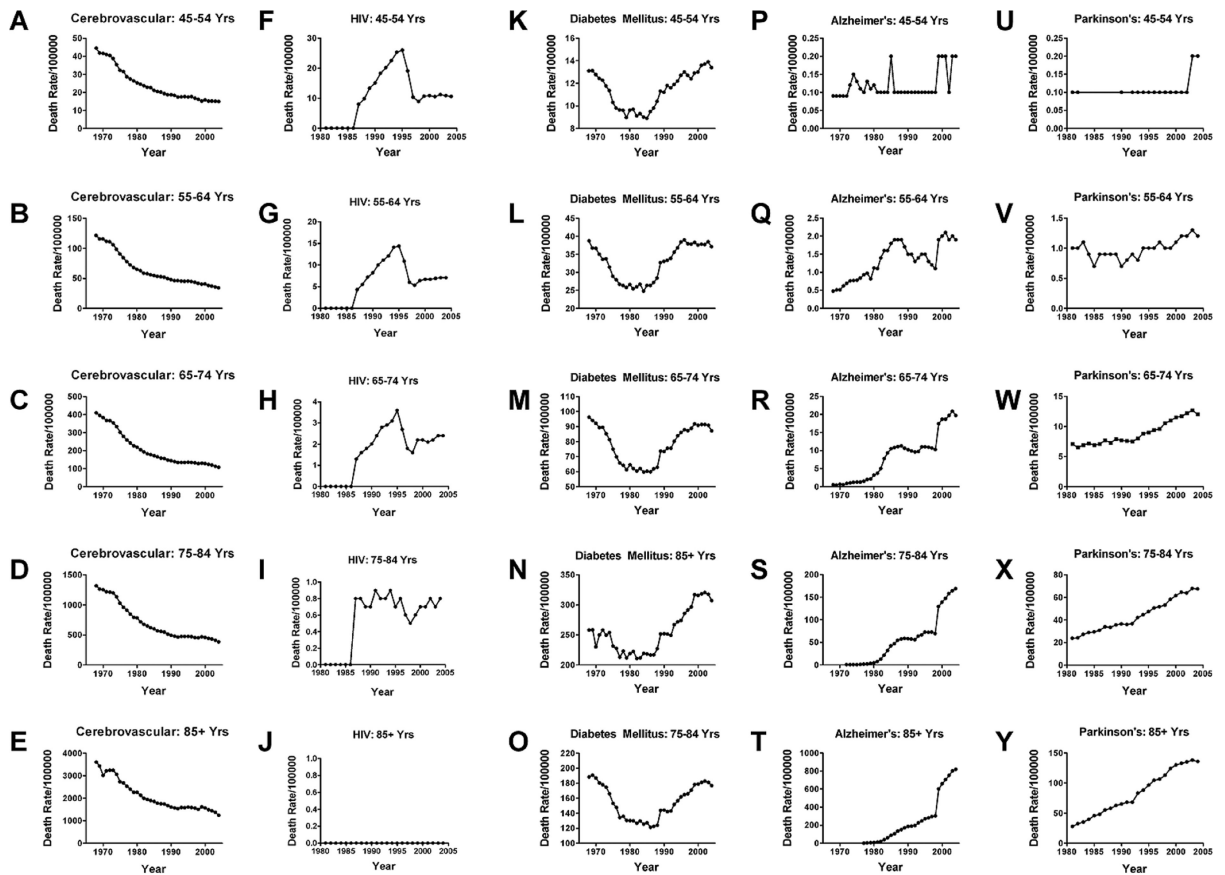 A
Cerebrovascular: 45-54 Yrs
Death Rate/100000
50
40
30
20
10
0
1970 1980 1990 2000
Year
F
HIV: 45-54 Yrs
Death Rate/100000
30
20
10
0
1980 1985 1990 1995 2000 2005
Year
K
Diabetes Mellitus: 45-54 Yrs
Death Rate/100000
16
14
12
10
8
1970 1980 1990 2000
Year
P
Alzheimer's: 45-54 Yrs
Death Rate/100000
0.25
0.20
0.15
0.10
0.05
0.00
1970 1980 1990 2000
Year
U
Parkinson's: 45-54 Yrs
Death Rate/100000
0.25
0.20
0.15
0.10
0.05
0.00
1980 1985 1990 1995 2000 2005
Year
B
Cerebrovascular: 55-64 Yrs
Death Rate/100000
150
100
50
0
1970 1980 1990 2000
Year
G
HIV: 55-64 Yrs
Death Rate/100000
20
15
10
5
0
1980 1985 1990 1995 2000 2005
Year
L
Diabetes Mellitus: 55-64 Yrs
Death Rate/100000
45
40
35
30
25
20
1970 1980 1990 2000
Year
Q
Alzheimer's: 55-64 Yrs
Death Rate/100000
2.5
2.0
1.5
1.0
0.5
0.0
1970 1980 1990 2000
Year
V
Parkinson's: 55-64 Yrs
Death Rate/100000
1.5
1.0
0.5
0.0
1980 1985 1990 1995 2000 2005
Year
C
Cerebrovascular: 65-74 Yrs
Death Rate/100000
500
400
300
200
100
0
1970 1980 1990 2000
Year
H
HIV: 65-74 Yrs
Death Rate/100000
4
3
2
1
0
1980 1985 1990 1995 2000 2005
Year
M
Diabetes Mellitus: 65-74 Yrs
Death Rate/100000
110
100
90
80
70
60
50
1970 1980 1990 2000
Year
R
Alzheimer's: 65-74 Yrs
Death Rate/100000
25
20
15
10
5
0
1970 1980 1990 2000
Year
W
Parkinson's: 65-74 Yrs
Death Rate/100000
15
10
5
0
1980 1985 1990 1995 2000 2005
Year
D
Cerebrovascular: 75-84 Yrs
Death Rate/100000
1500
1000
500
0
1970 1980 1990 2000
Year
I
HIV: 75-84 Yrs
Death Rate/100000
1.0
0.8
0.6
0.4
0.2
0.0
1980 1985 1990 1995 2000 2005
Year
N
Diabetes Mellitus: 85+ Yrs
Death Rate/100000
350
300
250
200
1970 1980 1990 2000
Year
S
Alzheimer's: 75-84 Yrs
Death Rate/100000
200
150
100
50
0
1970 1980 1990 2000
Year
X
Parkinson's: 75-84 Yrs
Death Rate/100000
80
60
40
20
0
1980 1985 1990 1995 2000 2005
Year
E
Cerebrovascular: 85+ Yrs
Death Rate/100000
4000
3000
2000
1000
0
1970 1980 1990 2000
Year
J
HIV: 85+ Yrs
Death Rate/100000
1.0
0.8
0.6
0.4
0.2
0.0
1980 1985 1990 1995 2000 2005
Year
O
Diabetes Mellitus: 75-84 Yrs
Death Rate/100000
220
200
180
160
140
120
100
1970 1980 1990 2000
Year
T
Alzheimer's: 85+ Yrs
Death Rate/100000
1000
800
600
400
200
0
1970 1980 1990 2000
Year
Y
Parkinson's: 85+ Yrs
Death Rate/100000
150
100
50
0
1980 1985 1990 1995 2000 2005
Year